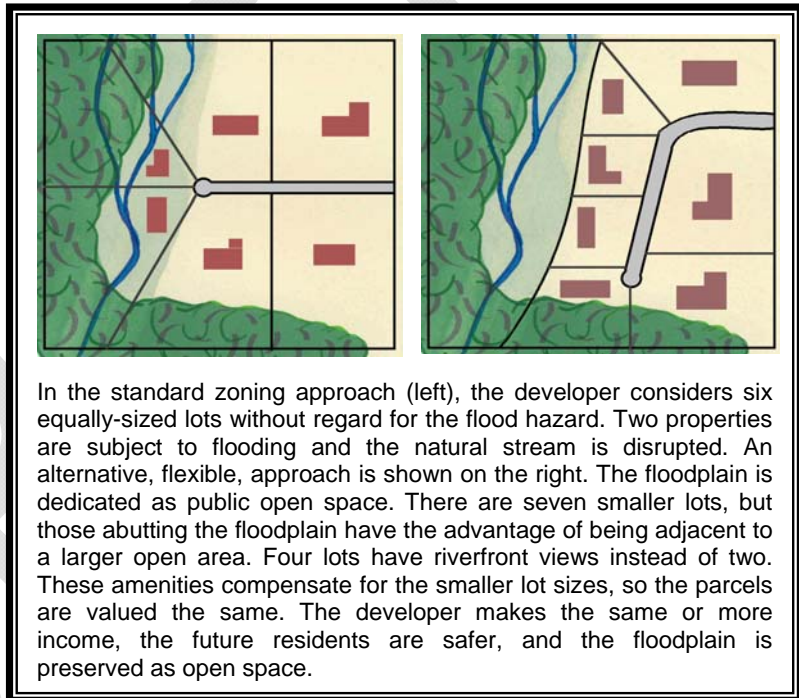 In the standard zoning approach (left), the developer considers six
equally-sized lots without regard for the flood hazard. Two properties
are subject to flooding and the natural stream is disrupted. An
alternative, flexible, approach is shown on the right. The floodplain is
dedicated as public open space. There are seven smaller lots, but
those abutting the floodplain have the advantage of being adjacent to
a larger open area. Four lots have riverfront views instead of two.
These amenities compensate for the smaller lot sizes, so the parcels
are valued the same. The developer makes the same or more
income, the future residents are safer, and the floodplain is
preserved as open space.